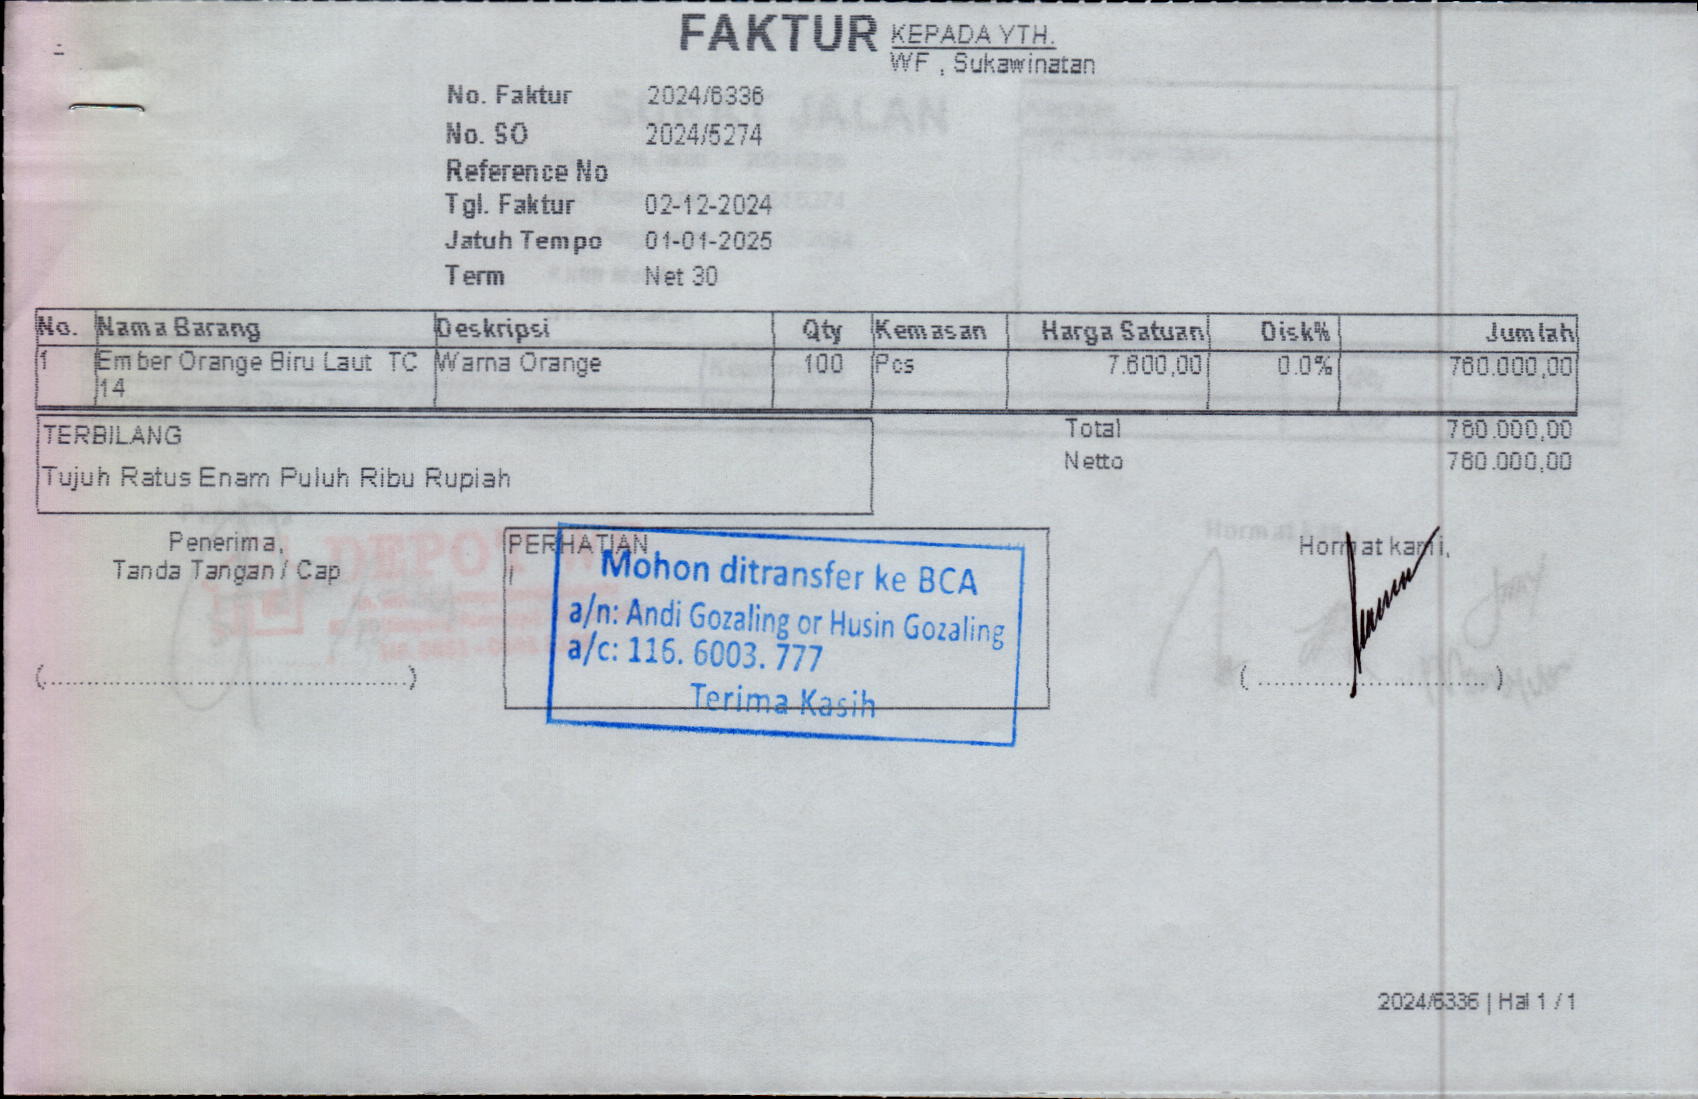 FAKTUR
KEPADA YTH.
WF , Sukawinatan
No. Faktur 2024/6336
No. SO 2024/5274
Reference No
Tgl. Faktur 02-12-2024
Jatuh Tempo 01-01-2025
Term Net 30
No. Nama Barang Deskripsi Qty Kemasan Harga Satuan Disk% Jumlah
1 Ember Orange Biru Laut TC Warna Orange 100 Pcs 7.600,00 0.0% 760.000,00
14
TERBILANG
Tujuh Ratus Enam Puluh Ribu Rupiah
Total 760.000,00
Netto 760.000,00
Penerima,
Tanda Tangan / Cap
(....................................................)
PERHATIAN
Mohon ditransfer ke BCA
a/n: Andi Gozaling or Husin Gozaling
a/c: 116. 6003. 777
Terima Kasih
Hormat kami,
(....................................)
SURAT JALAN
DEPO
2024/6336 | Hal 1 / 1